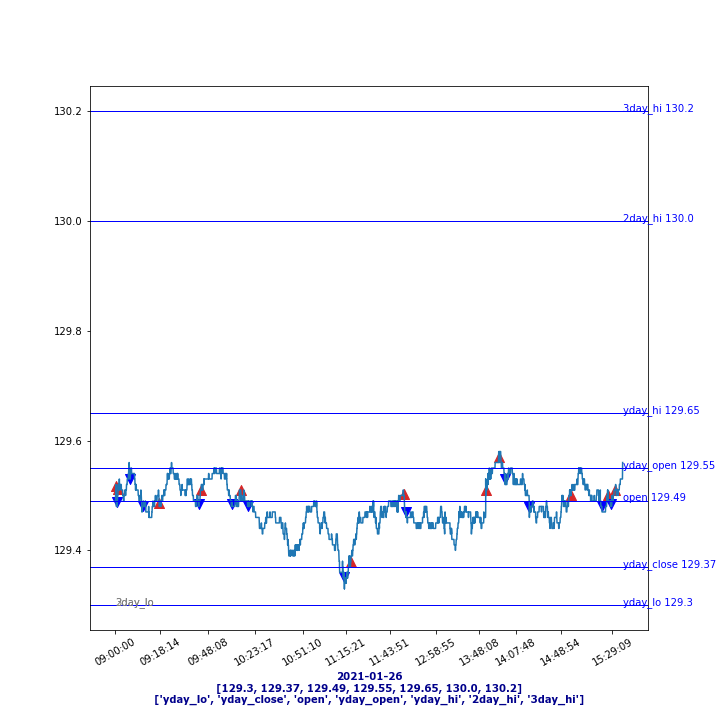 130.2
3day_hi 130.2
130.0
2day_hi 130.0
129.8
yday_hi 129.65
129.6
yday_open 129.55
open 129.49
129.4
yday_close 129.37
3day_lo
yday_lo 129.3
09:00:00 09:18:14 09:48:08 10:23:17 10:51:10 11:15:21 11:43:51 12:58:55 13:48:08 14:07:48 14:48:54 15:29:09
2021-01-26
[129.3, 129.37, 129.49, 129.55, 129.65, 130.0, 130.2]
['yday_lo', 'yday_close', 'open', 'yday_open', 'yday_hi', '2day_hi', '3day_hi']